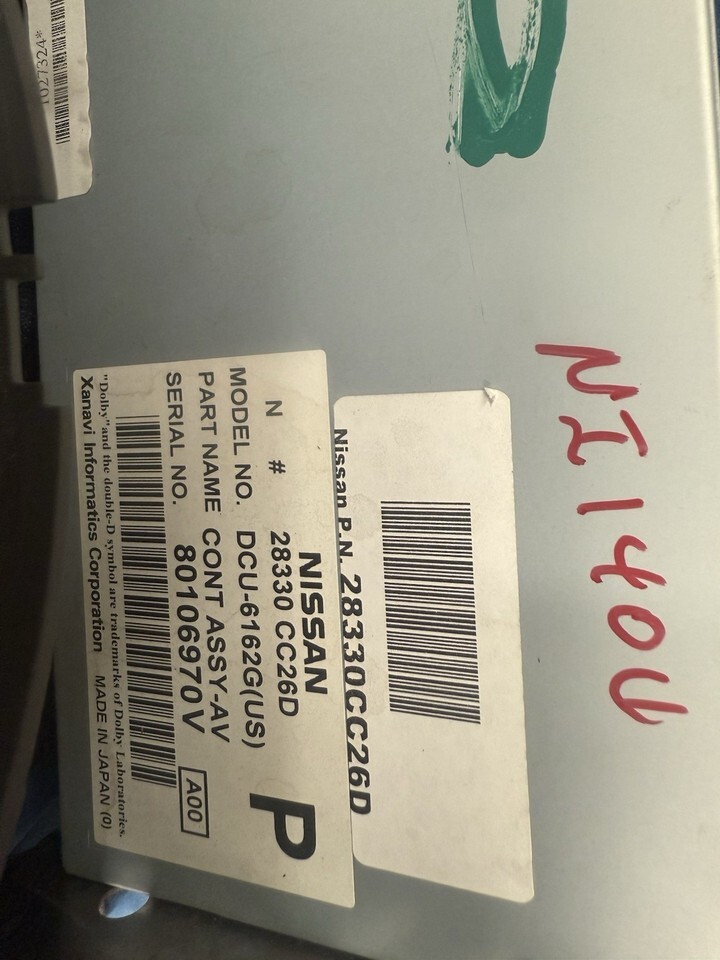 NI140U
Nissan P.N. 28330CC26D
NISSAN
N # 28330 CC26D
MODEL NO. DCU-6162G(US)
PART NAME CONT ASSY-AV
SERIAL NO. 80106970V
A00
P
"Dolby"and the double-D symbol are trademarks of Dolby Laboratories.
Xanavi Informatics Corporation MADE IN JAPAN (0)